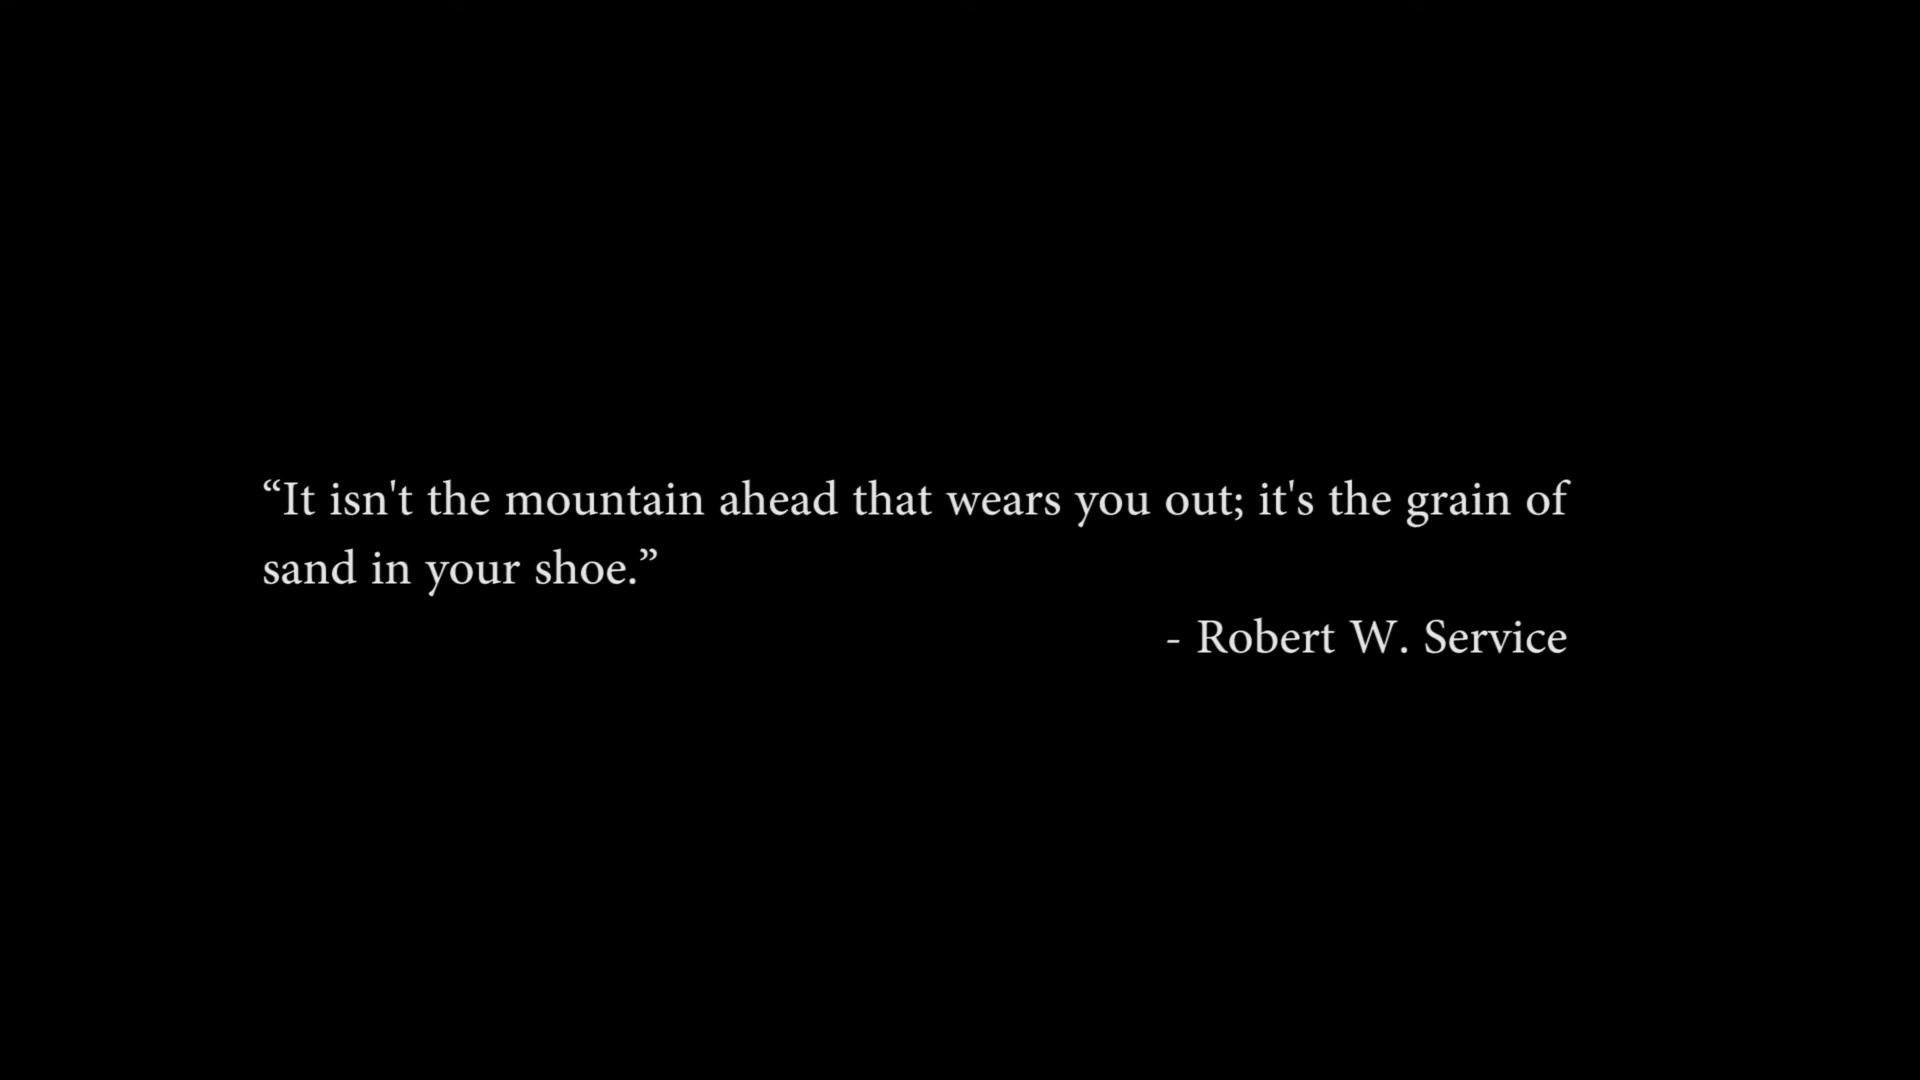 “It isn't the mountain ahead that wears you out; it's the grain of
sand in your shoe.”
- Robert W. Service